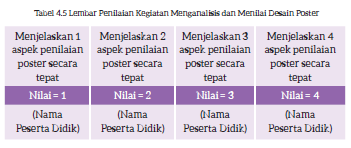 Tabel 4.5 Lembar Penilaian Kegiatan Menganalisis dan Menilai Desain Poster
Menjelaskan 1 aspek penilaian poster secara tepat
Menjelaskan 2 aspek penilaian poster secara tepat
Menjelaskan 3 aspek penilaian poster secara tepat
Menjelaskan 4 aspek penilaian poster secara tepat
Nilai = 1
Nilai = 2
Nilai = 3
Nilai = 4
(Nama Peserta Didik)
(Nama Peserta Didik)
(Nama Peserta Didik)
(Nama Peserta Didik)